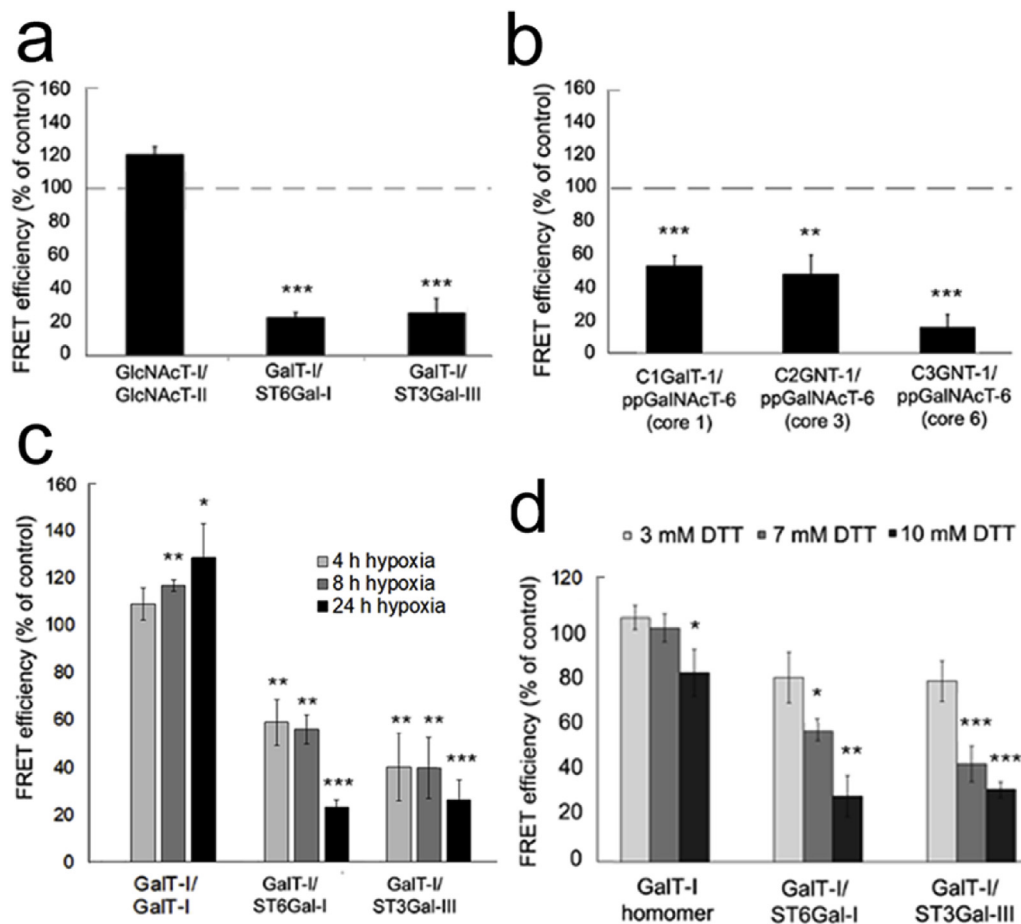 a
FRET efficiency (% of control)
160
140
120
100
80
60
40
20
0
***
***
GlcNAcT-I/
GlcNAcT-II
GalT-I/
ST6Gal-I
GalT-I/
ST3Gal-III
b
FRET efficiency (% of control)
160
140
120
100
80
60
40
20
0
***
**
***
C1GalT-1/
ppGalNAcT-6
(core 1)
C2GNT-1/
ppGalNAcT-6
(core 3)
C3GNT-1/
ppGalNAcT-6
(core 6)
c
FRET efficiency (% of control)
160
140
120
100
80
60
40
20
0
4 h hypoxia
8 h hypoxia
24 h hypoxia
**
*
**
**
***
**
**
***
GalT-I/
GalT-I
GalT-I/
ST6Gal-I
GalT-I/
ST3Gal-III
d
3 mM DTT 7 mM DTT 10 mM DTT
FRET efficiency (% of control)
120
100
80
60
40
20
0
*
*
**
***
***
GalT-I
homomer
GalT-I/
ST6Gal-I
GalT-I/
ST3Gal-III